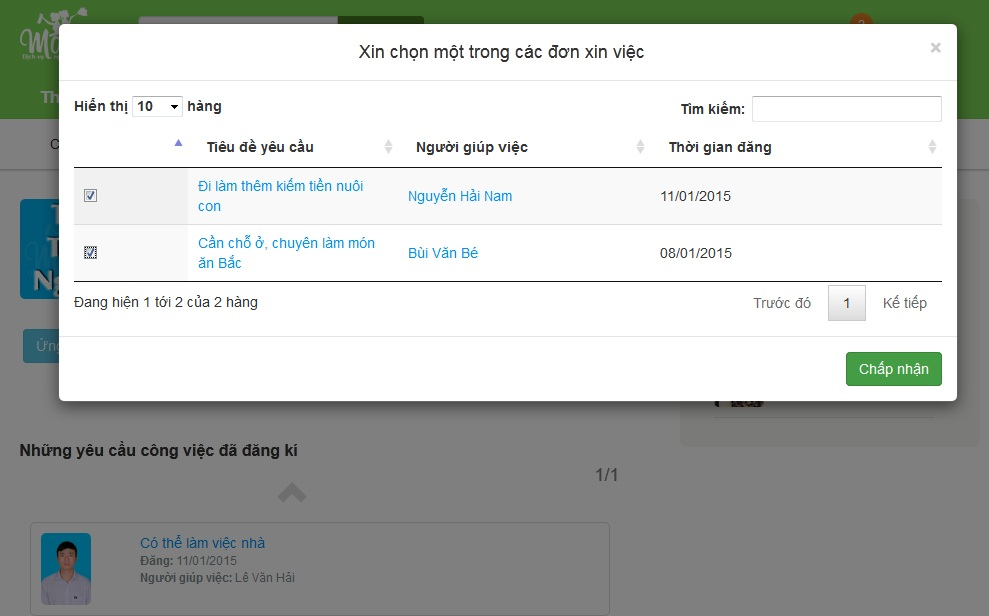 Xin chọn một trong các đơn xin việc
×
Hiển thị 10 hàng
Tìm kiếm:
Tiêu đề yêu cầu Người giúp việc Thời gian đăng
Đi làm thêm kiếm tiền nuôi
con
Nguyễn Hải Nam
11/01/2015
Cần chỗ ở, chuyên làm món
ăn Bắc
Bùi Văn Bé
08/01/2015
Đang hiện 1 tới 2 của 2 hàng
Trước đó 1 Kế tiếp
Chấp nhận
Những yêu cầu công việc đã đăng kí
1/1
Có thể làm việc nhà
Đăng: 11/01/2015
Người giúp việc: Lê Văn Hải